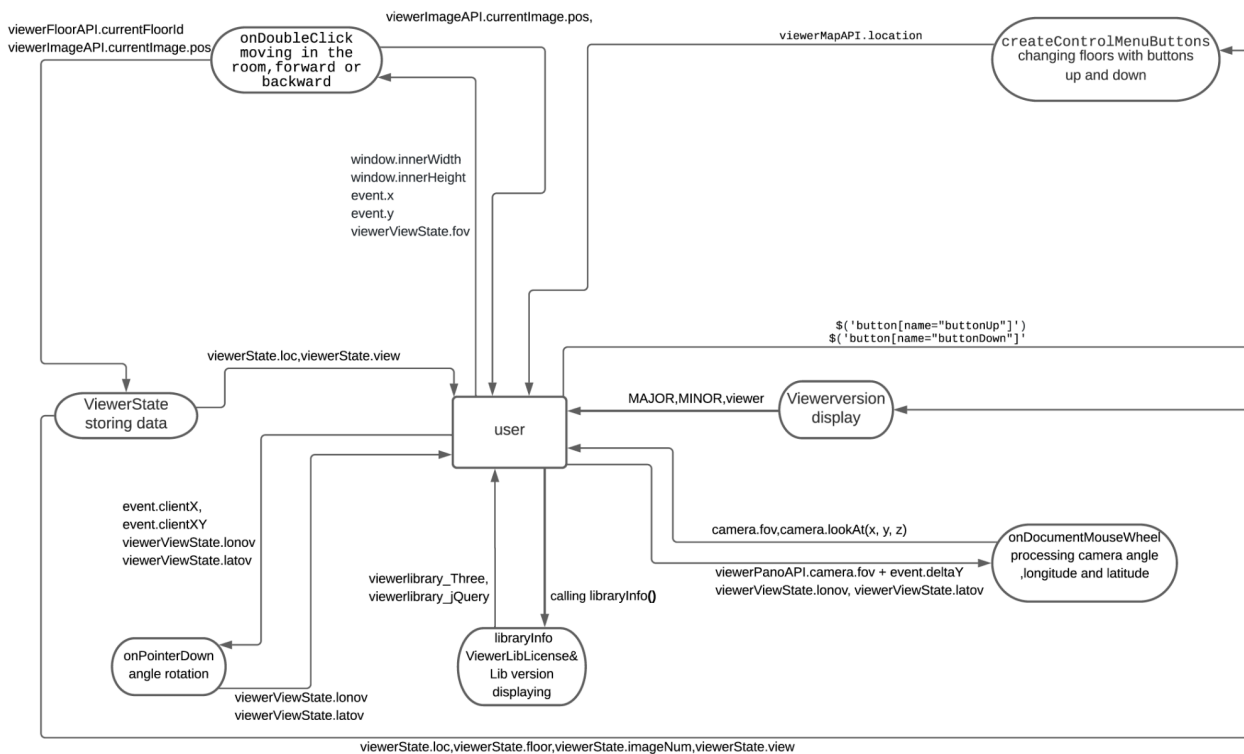 viewerFloorAPI.currentFloorId
viewerImageAPI.currentImage.pos
onDoubleClick
moving in the
room,forward or
backward
viewerImageAPI.currentImage.pos,
viewerMapAPI.location
createControlMenuButtons
changing floors with buttons
up and down
window.innerWidth
window.innerHeight
event.x
event.y
viewerViewState.fov
$('button[name="buttonUp"]')
$('button[name="buttonDown"]'
viewerState.loc,viewerState.view
ViewerState
storing data
MAJOR,MINOR,viewer
Viewerversion
display
user
event.clientX,
event.clientXY
viewerViewState.lonov
viewerViewState.latov
camera.fov,camera.lookAt(x, y, z)
onDocumentMouseWheel
processing camera angle
,longitude and latitude
viewerPanoAPI.camera.fov + event.deltaY
viewerViewState.lonov, viewerViewState.latov
viewerlibrary_Three,
viewerlibrary_jQuery
calling libraryInfo()
onPointerDown
angle rotation
libraryInfo
ViewerLibLicense&
Lib version
displaying
viewerViewState.lonov
viewerViewState.latov
viewerState.loc,viewerState.floor,viewerState.imageNum,viewerState.view